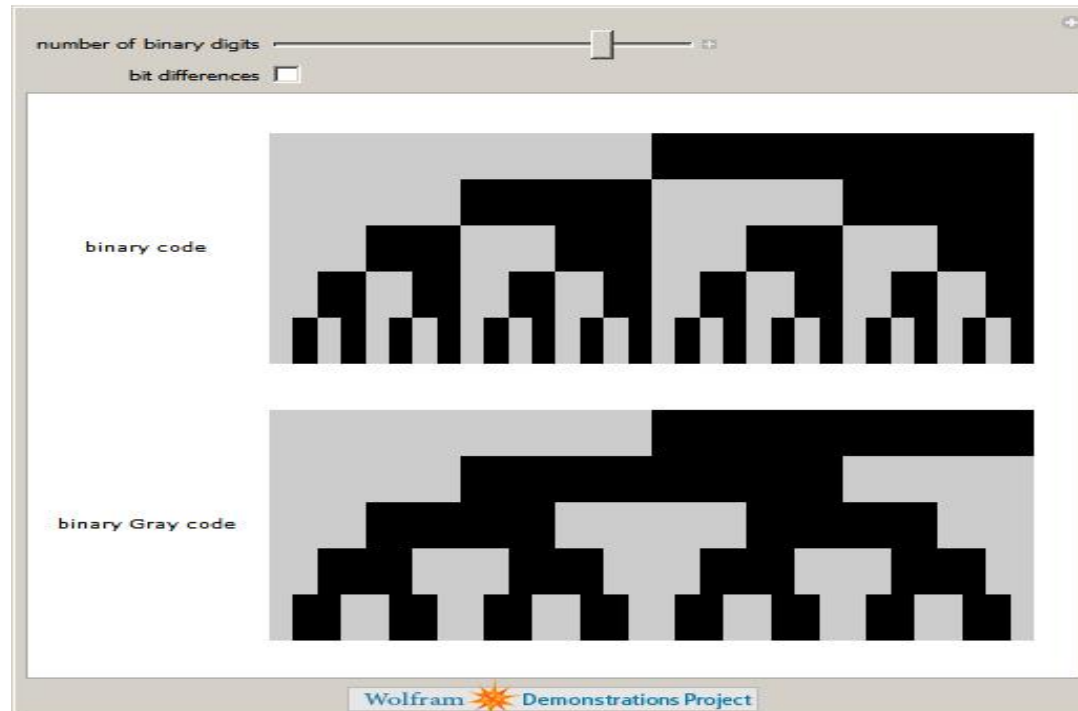 number of binary digits
bit differences
binary code
binary Gray code
Wolfram Demonstrations Project